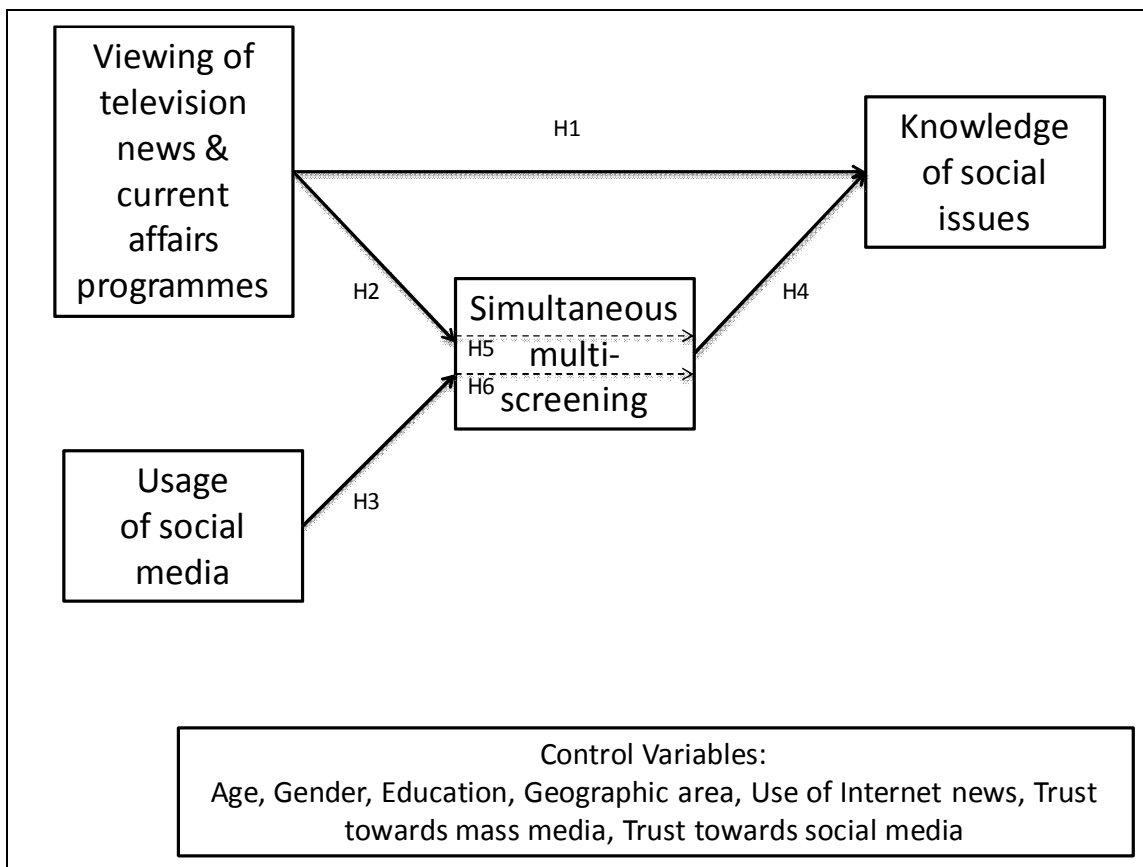 Viewing of
television
news &
current
affairs
programmes
H1
Knowledge
of social
issues
H2
H4
Simultaneous
H5
multi-
H6
screening
Usage
of social
media
H3
Control Variables:
Age, Gender, Education, Geographic area, Use of Internet news, Trust
towards mass media, Trust towards social media